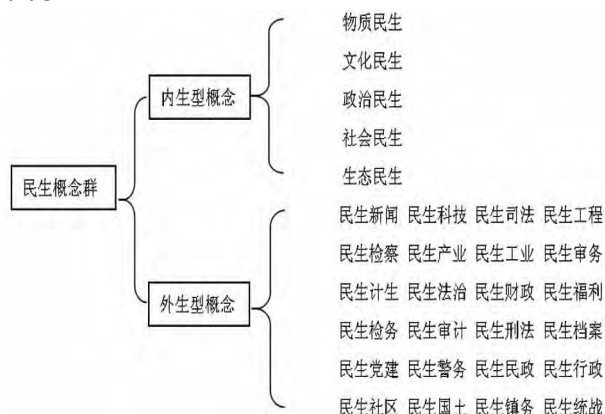 物质民生
文化民生
内生型概念
政治民生
社会民生
生态民生
民生概念群
民生新闻 民生科技 民生司法 民生工程
民生检察 民生产业 民生工业 民生审务
民生计生 民生法治 民生财政 民生福利
外生型概念
民生检务 民生审计 民生刑法 民生档案
民生党建 民生警务 民生民政 民生行政
民生社区 民生国土 民生镇务 民生统战